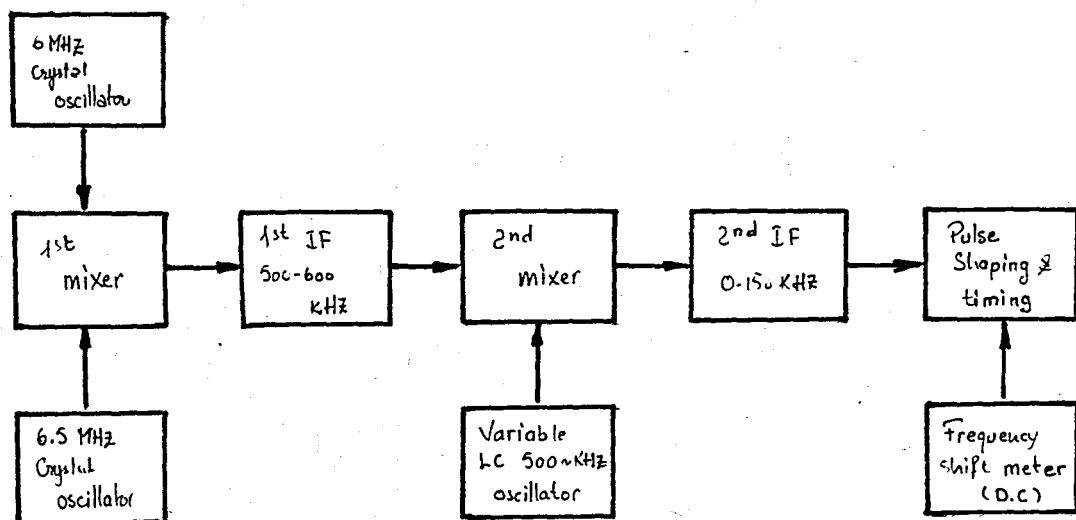 6 MHZ
Crystal
oscillator
1st
mixer
1st IF
500-600
KHZ
2nd
mixer
2nd IF
0-150 KHZ
Pulse
Shaping &
timing
6.5 MHZ
Crystal
oscillator
Variable
LC 500~KHZ
oscillator
Frequency
shift meter
(D.C)